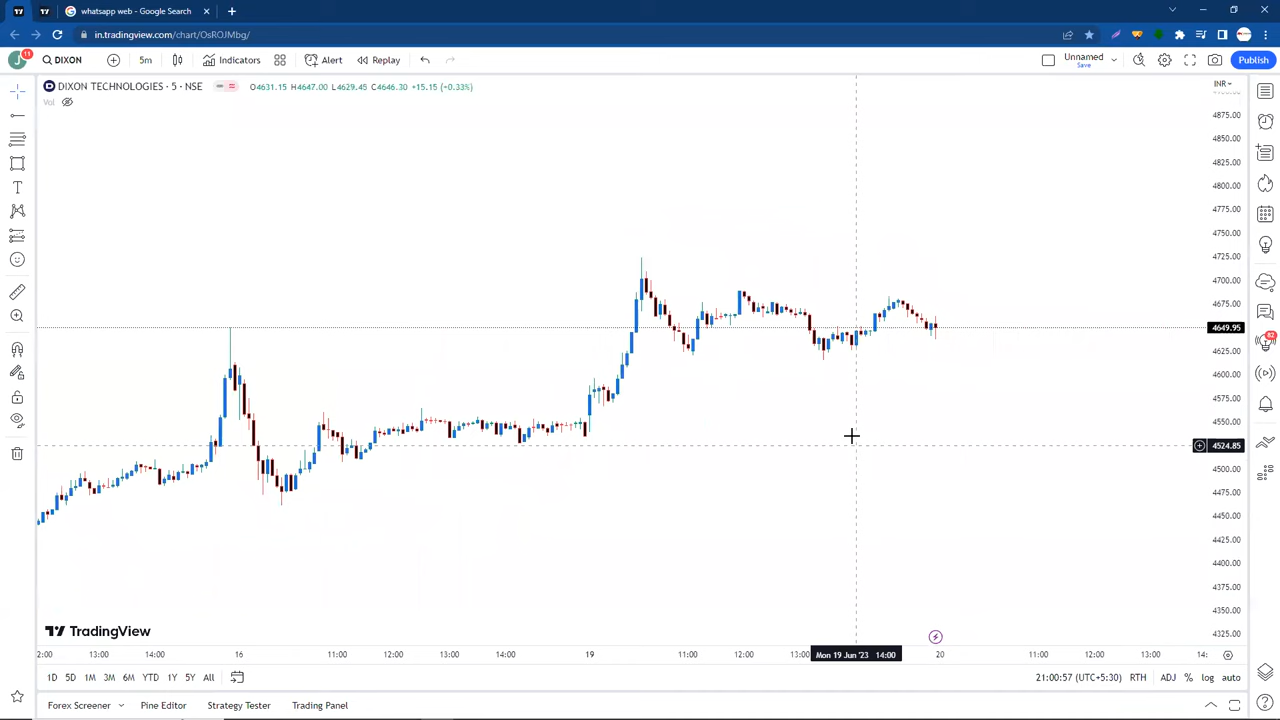 whatsapp web - Google Search
in.tradingview.com/chart/OsROJMbg/
J 11 DIXON 5m Indicators Alert Replay Unnamed Save Publish
DIXON TECHNOLOGIES · 5 · NSE O4631.15 H4647.00 L4629.45 C4646.30 +15.15 (+0.33%) INR
Vol
4875.00
4850.00
4825.00
4800.00
4775.00
4750.00
4725.00
4700.00
4675.00
4649.95
4625.00
82
4600.00
4575.00
4550.00
4524.85
4500.00
4475.00
4450.00
4425.00
4400.00
4375.00
4350.00
4325.00
TradingView
2:00 13:00 14:00 16 11:00 12:00 13:00 14:00 19 11:00 12:00 13:00 Mon 19 Jun '23 14:00 20 11:00 12:00 13:00 14:
1D 5D 1M 3M 6M YTD 1Y 5Y All 21:00:57 (UTC+5:30) RTH ADJ % log auto
Forex Screener Pine Editor Strategy Tester Trading Panel